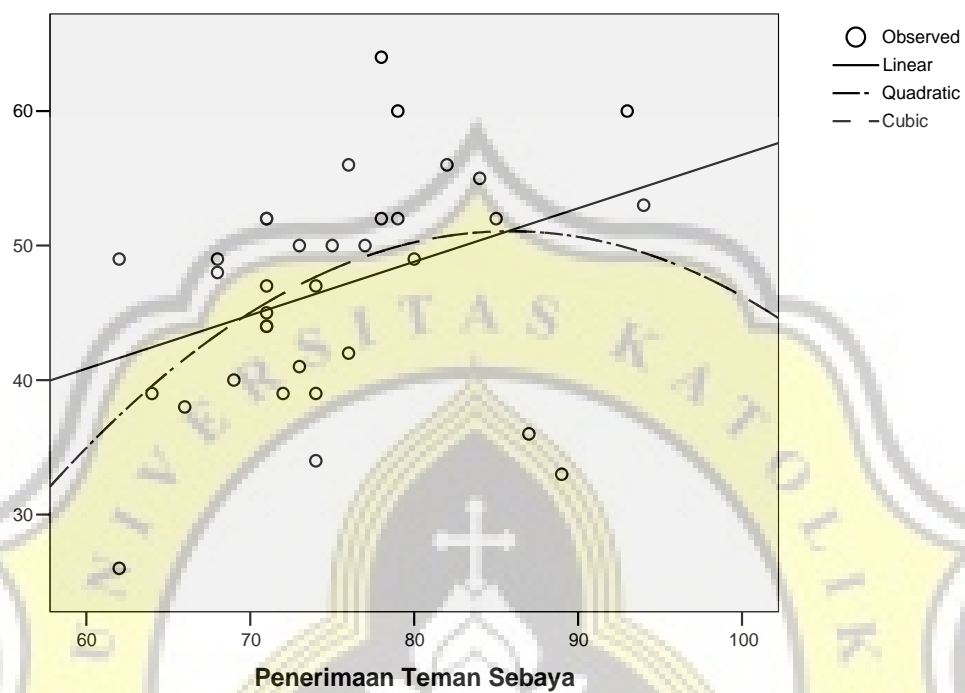 Observed
Linear
Quadratic
Cubic
60
50
40
30
60 70 80 90 100
Penerimaan Teman Sebaya
UNIVERSITAS KATOLIK